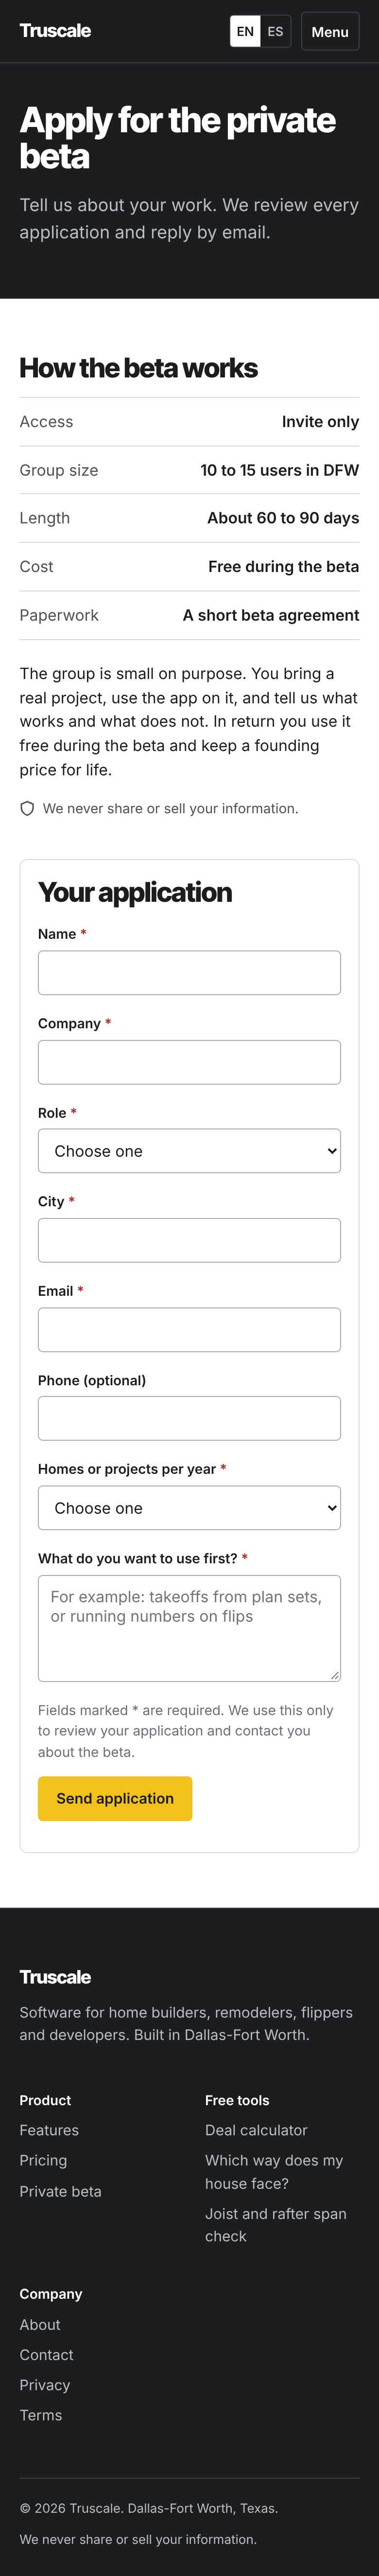 Truscale
EN ES Menu
Apply for the private
beta
Tell us about your work. We review every
application and reply by email.
How the beta works
Access Invite only
Group size 10 to 15 users in DFW
Length About 60 to 90 days
Cost Free during the beta
Paperwork A short beta agreement
The group is small on purpose. You bring a
real project, use the app on it, and tell us what
works and what does not. In return you use it
free during the beta and keep a founding
price for life.
We never share or sell your information.
Your application
Name *
Company *
Role *
Choose one
City *
Email *
Phone (optional)
Homes or projects per year *
Choose one
What do you want to use first? *
For example: takeoffs from plan sets,
or running numbers on flips
Fields marked * are required. We use this only
to review your application and contact you
about the beta.
Send application
Truscale
Software for home builders, remodelers, flippers
and developers. Built in Dallas-Fort Worth.
Product
Features
Pricing
Private beta
Free tools
Deal calculator
Which way does my
house face?
Joist and rafter span
check
Company
About
Contact
Privacy
Terms
© 2026 Truscale. Dallas-Fort Worth, Texas.
We never share or sell your information.